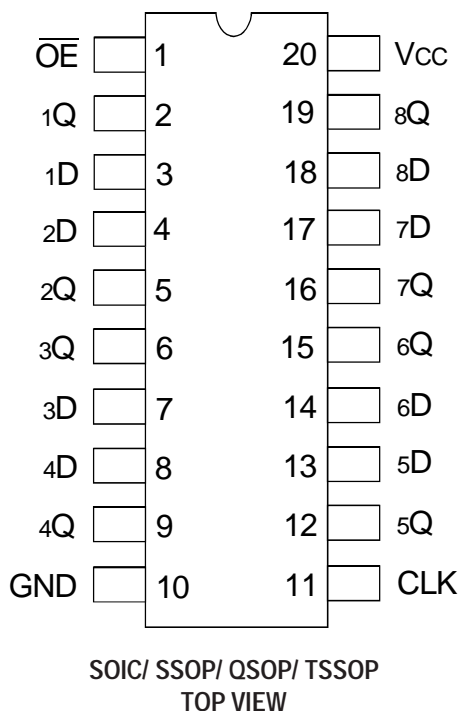 O̅E̅ 1 20 VCC
1Q 2 19 8Q
1D 3 18 8D
2D 4 17 7D
2Q 5 16 7Q
3Q 6 15 6Q
3D 7 14 6D
4D 8 13 5D
4Q 9 12 5Q
GND 10 11 CLK
SOIC/ SSOP/ QSOP/ TSSOP
TOP VIEW